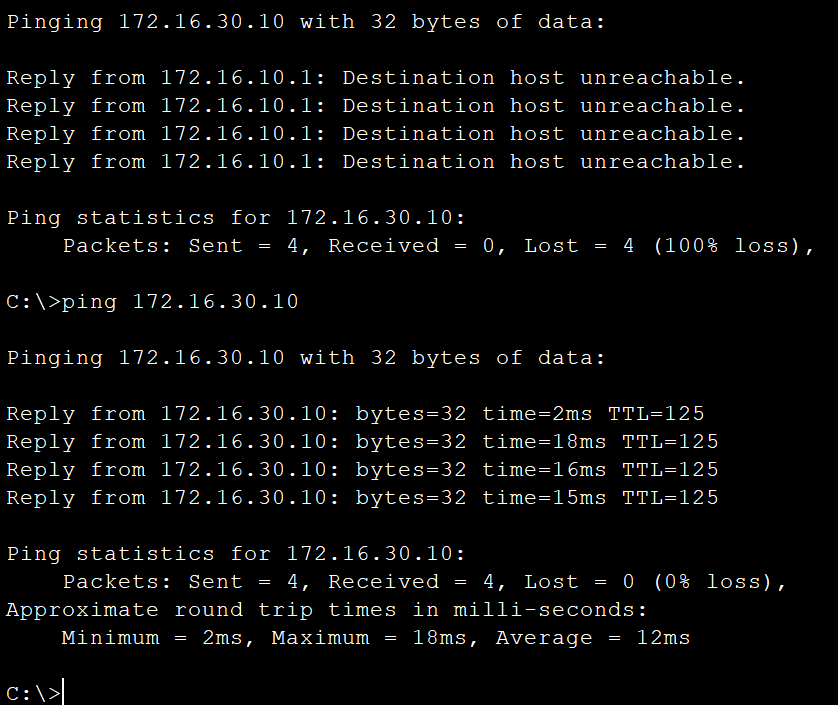 Pinging 172.16.30.10 with 32 bytes of data:
Reply from 172.16.10.1: Destination host unreachable.
Reply from 172.16.10.1: Destination host unreachable.
Reply from 172.16.10.1: Destination host unreachable.
Reply from 172.16.10.1: Destination host unreachable.
Ping statistics for 172.16.30.10:
    Packets: Sent = 4, Received = 0, Lost = 4 (100% loss),
C:\>ping 172.16.30.10
Pinging 172.16.30.10 with 32 bytes of data:
Reply from 172.16.30.10: bytes=32 time=2ms TTL=125
Reply from 172.16.30.10: bytes=32 time=18ms TTL=125
Reply from 172.16.30.10: bytes=32 time=16ms TTL=125
Reply from 172.16.30.10: bytes=32 time=15ms TTL=125
Ping statistics for 172.16.30.10:
    Packets: Sent = 4, Received = 4, Lost = 0 (0% loss),
Approximate round trip times in milli-seconds:
    Minimum = 2ms, Maximum = 18ms, Average = 12ms
C:\>